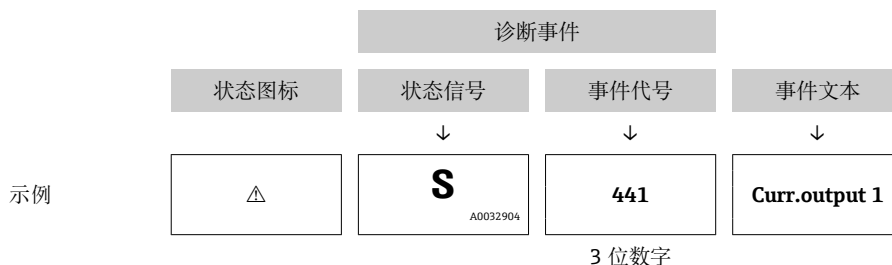 诊断事件
状态图标 状态信号 事件代号 事件文本
↓ ↓ ↓
示例 ⚠ S 441 Curr.output 1
A0032904
3 位数字